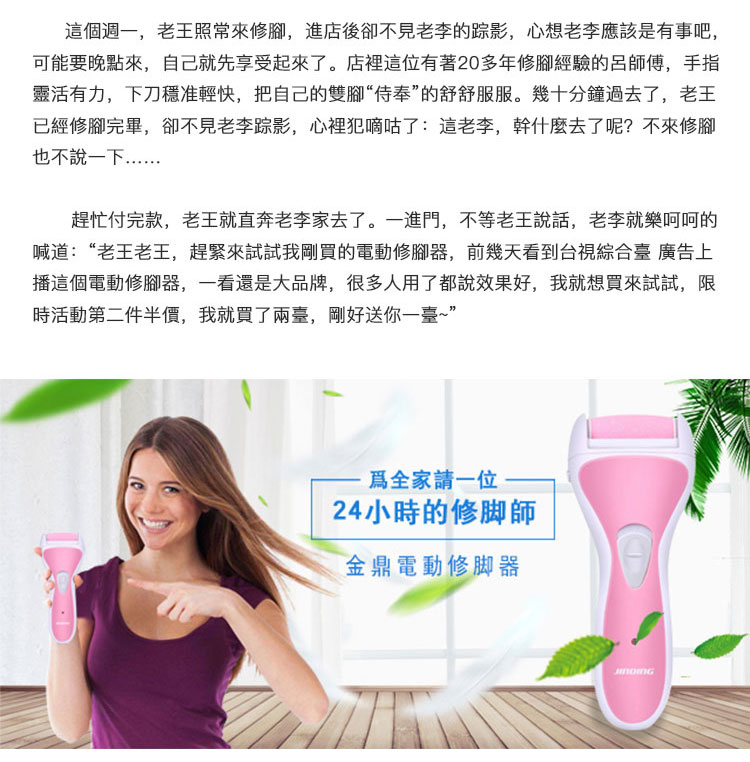 這個週一，老王照常來修腳，進店後卻不見老李的踪影，心想老李應該是有事吧，
可能要晚點來，自己就先享受起來了。店裡這位有著20多年修腳經驗的呂師傅，手指
靈活有力，下刀穩准輕快，把自己的雙腳“侍奉”的舒舒服服。幾十分鐘過去了，老王
已經修腳完畢，卻不見老李踪影，心裡犯嘀咕了：這老李，幹什麼去了呢？不來修腳
也不說一下……
趕忙付完款，老王就直奔老李家去了。一進門，不等老王說話，老李就樂呵呵的
喊道：“老王老王，趕緊來試試我剛買的電動修腳器，前幾天看到台視綜合臺 廣告上
播這個電動修腳器，一看還是大品牌，很多人用了都說效果好，我就想買來試試，限
時活動第二件半價，我就買了兩臺，剛好送你一臺~”
爲全家請一位
24小時的修脚師
金鼎電動修脚器
JINDING